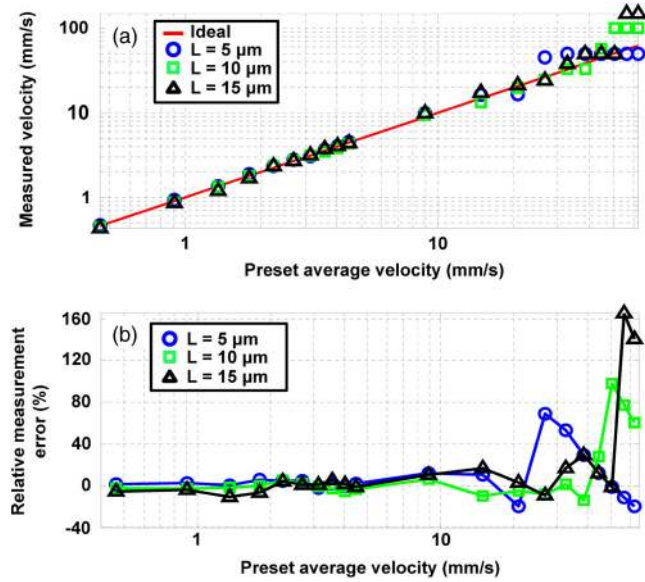 (a)
Ideal
L = 5 µm
L = 10 µm
L = 15 µm
100
10
1
Measured velocity (mm/s)
1
10
Preset average velocity (mm/s)
(b)
L = 5 µm
L = 10 µm
L = 15 µm
160
120
80
40
0
-40
Relative measurement
error (%)
1
10
Preset average velocity (mm/s)